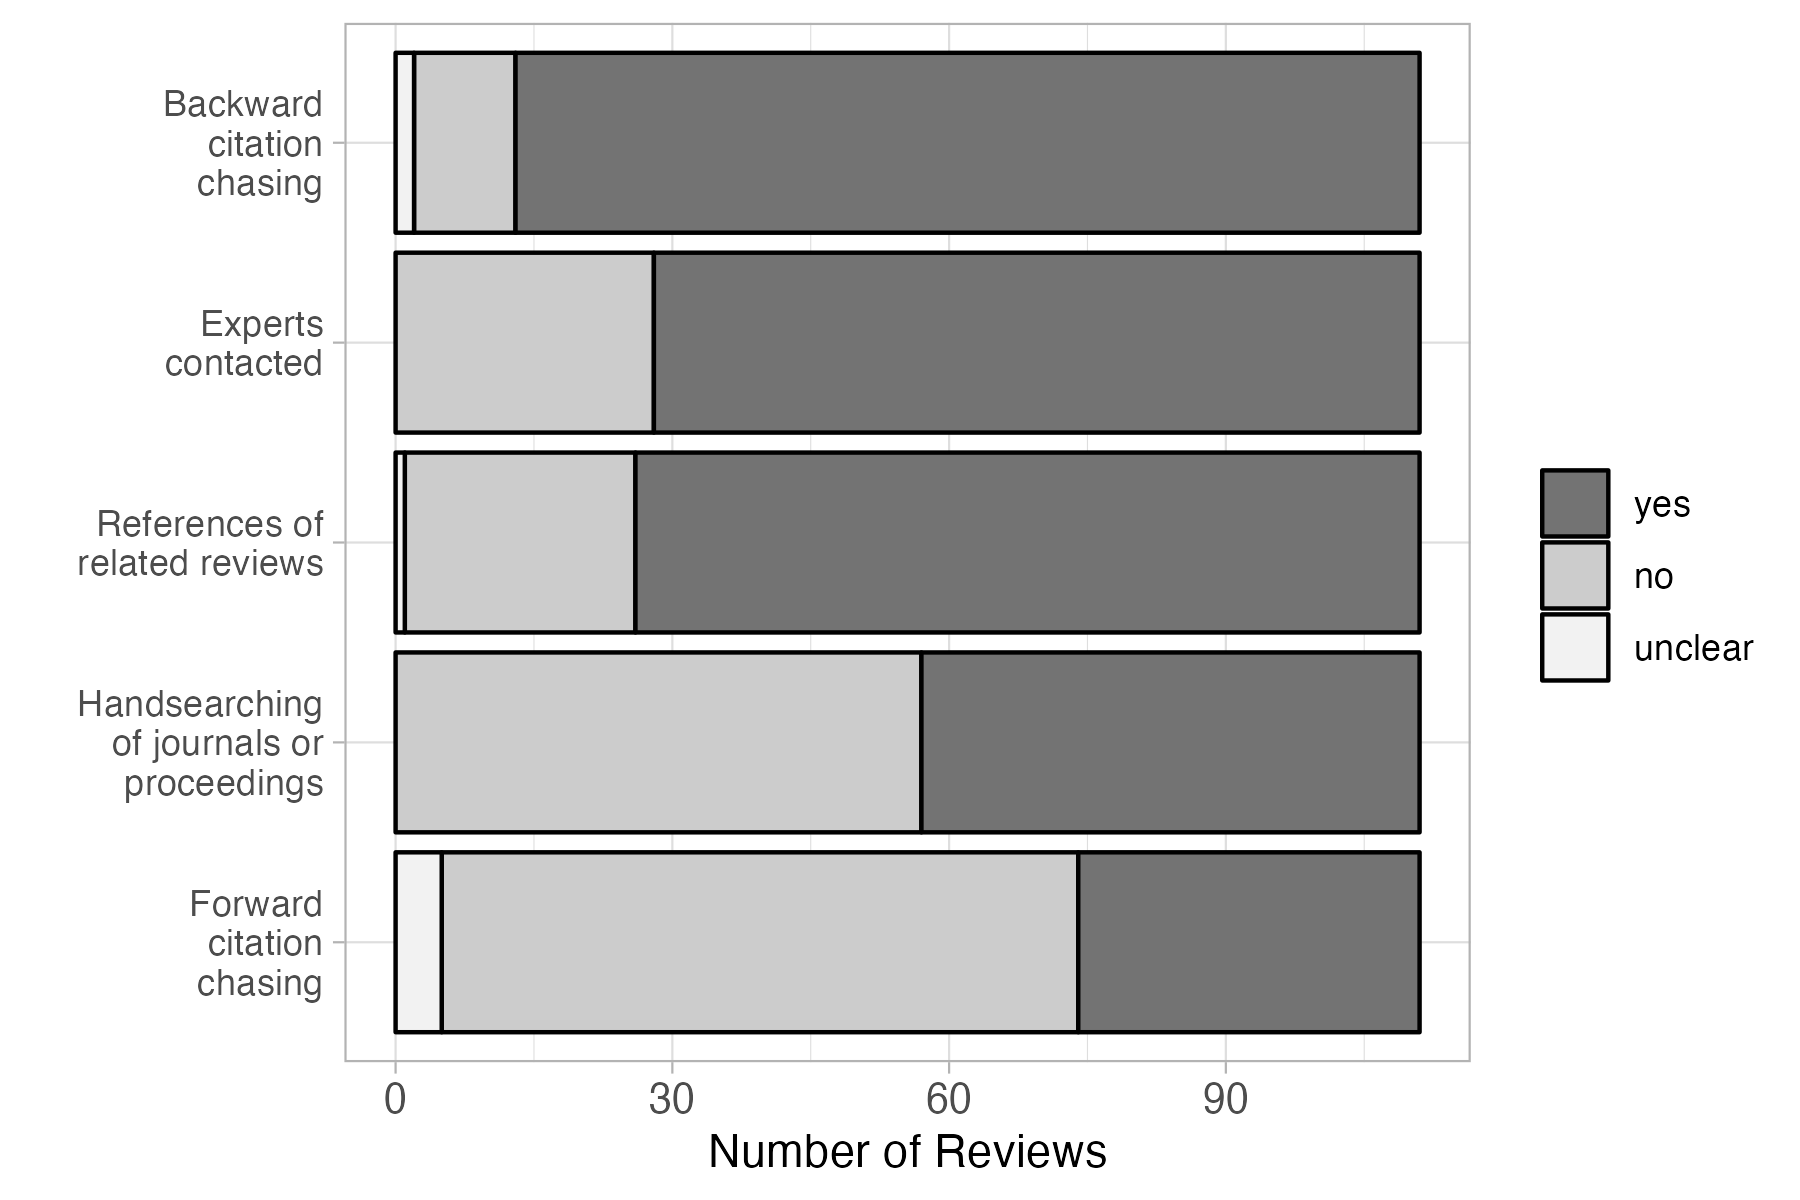 Backward
citation
chasing
Experts
contacted
References of
related reviews
Handsearching
of journals or
proceedings
Forward
citation
chasing
0
30
60
90
Number of Reviews
yes
no
unclear